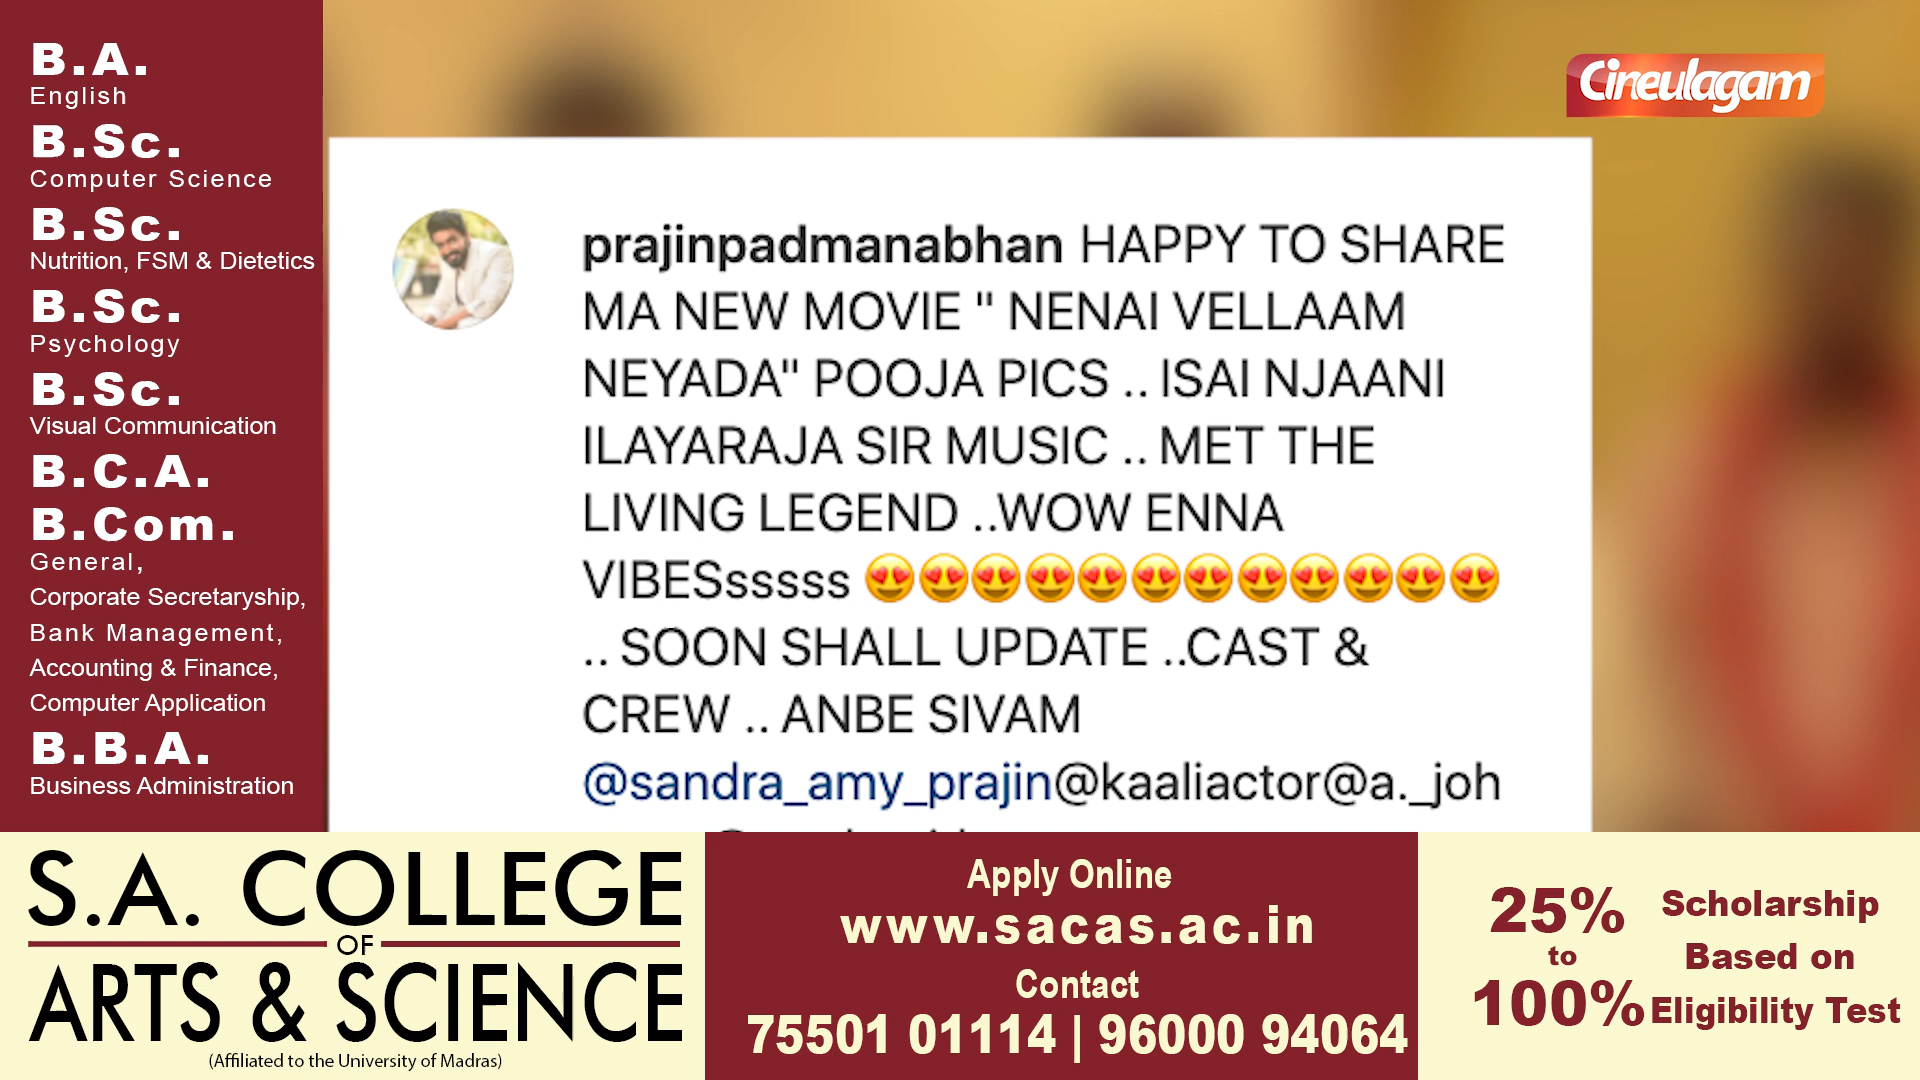 B.A.
English
B.Sc.
Computer Science
B.Sc.
Nutrition, FSM & Dietetics
B.Sc.
Psychology
B.Sc.
Visual Communication
B.C.A.
B.Com.
General,
Corporate Secretaryship,
Bank Management,
Accounting & Finance,
Computer Application
B.B.A.
Business Administration
Cineulagam
prajinpadmanabhan HAPPY TO SHARE
MA NEW MOVIE " NENAI VELLAAM
NEYADA" POOJA PICS .. ISAI NJAANI
ILAYARAJA SIR MUSIC .. MET THE
LIVING LEGEND ..WOW ENNA
VIBESsssss 😍😍😍😍😍😍😍😍😍😍😍😍
.. SOON SHALL UPDATE ..CAST &
CREW .. ANBE SIVAM
@sandra_amy_prajin@kaaliactor@a._joh
S.A. COLLEGE
OF
ARTS & SCIENCE
(Affiliated to the University of Madras)
Apply Online
www.sacas.ac.in
Contact
75501 01114 | 96000 94064
25%
to
100%
Scholarship
Based on
Eligibility Test